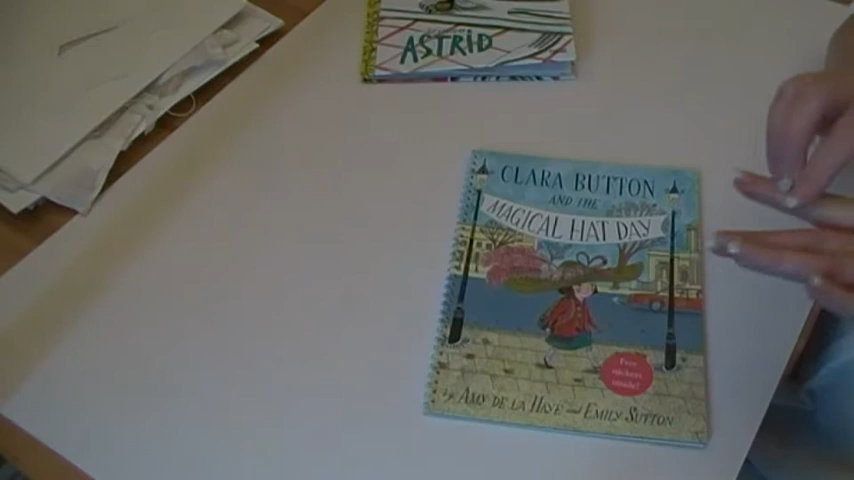 ASTRID
CLARA BUTTON
AND THE
MAGICAL HAT DAY
Free
stickers
inside!
by AMY DE LA HAYE and EMILY SUTTON